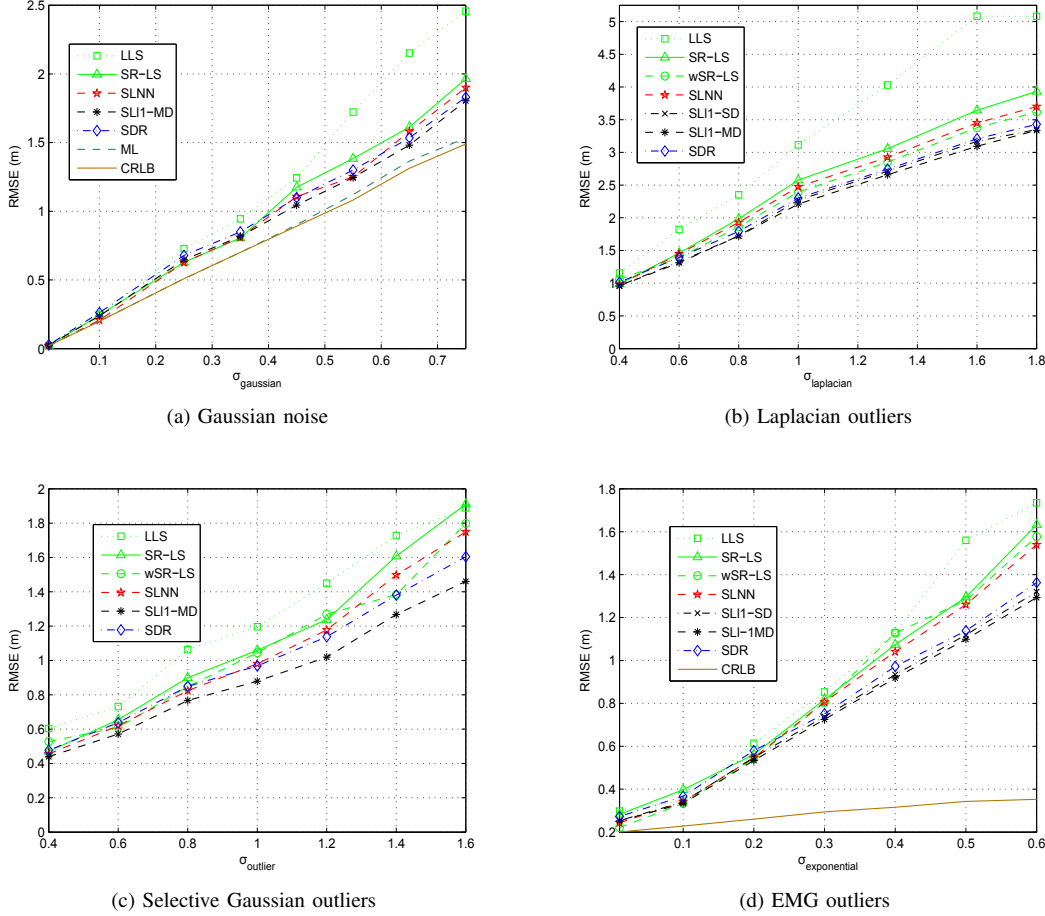 2.5
2
1.5
1
0.5
0
RMSE (m)
LLS
SR-LS
SLNN
SLl1-MD
SDR
ML
CRLB
0.1 0.2 0.3 0.4 0.5 0.6 0.7
σgaussian
(a) Gaussian noise
5
4.5
4
3.5
3
2.5
2
1.5
1
0.5
0
RMSE (m)
LLS
SR-LS
wSR-LS
SLNN
SLl1-SD
SLl1-MD
SDR
0.4 0.6 0.8 1 1.2 1.4 1.6 1.8
σlaplacian
(b) Laplacian outliers
2
1.8
1.6
1.4
1.2
1
0.8
0.6
0.4
0.2
0
RMSE (m)
LLS
SR-LS
wSR-LS
SLNN
SLl1-MD
SDR
0.4 0.6 0.8 1 1.2 1.4 1.6
σoutlier
(c) Selective Gaussian outliers
1.8
1.6
1.4
1.2
1
0.8
0.6
0.4
0.2
RMSE (m)
LLS
SR-LS
wSR-LS
SLNN
SLl1-SD
SLl-1MD
SDR
CRLB
0.1 0.2 0.3 0.4 0.5 0.6
σexponential
(d) EMG outliers